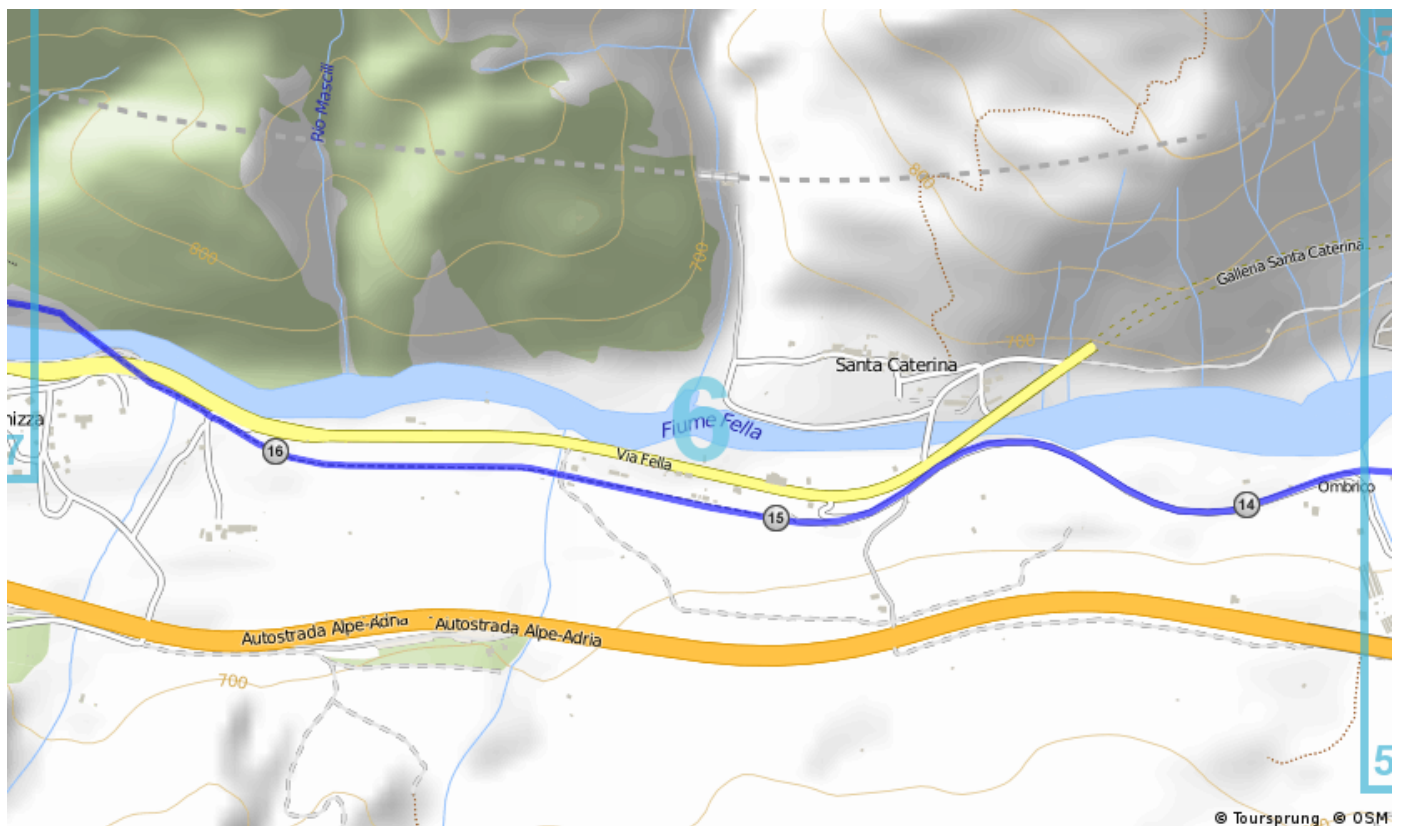 5
Rio Mascili
800
800
700
Galleria Santa Caterina
700
Santa Caterina
nizza
7
6
Fiume Fella
Via Fella
16
15
14
Ombrico
Autostrada Alpe-Adria
Autostrada Alpe-Adria
700
5
© Toursprung © OSM